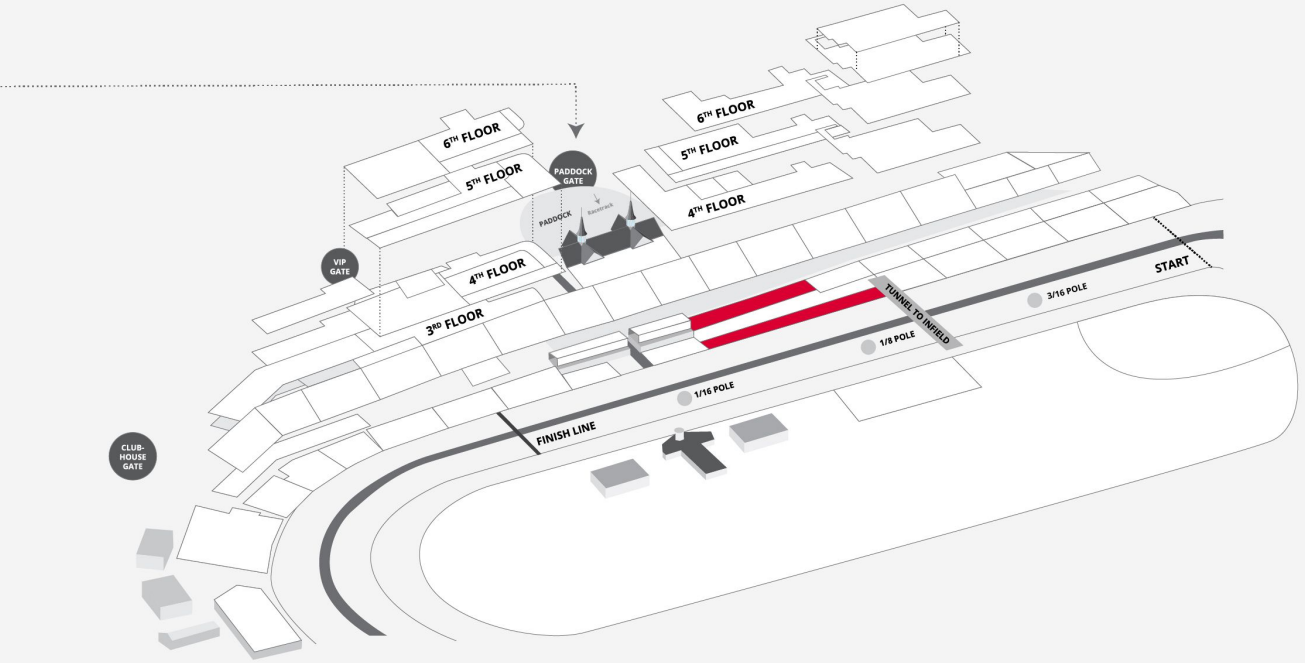 6TH FLOOR
5TH FLOOR
PADDOCK
GATE
PADDOCK
Racetrack
6TH FLOOR
5TH FLOOR
4TH FLOOR
VIP
GATE
4TH FLOOR
3RD FLOOR
START
3/16 POLE
TUNNEL TO INFIELD
1/8 POLE
1/16 POLE
FINISH LINE
CLUB-
HOUSE
GATE